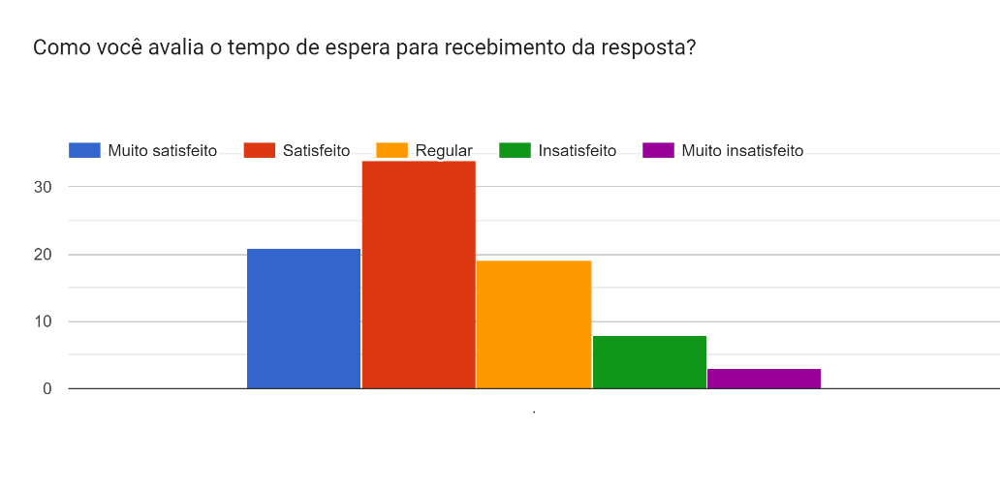 Como você avalia o tempo de espera para recebimento da resposta?
Muito satisfeito Satisfeito Regular Insatisfeito Muito insatisfeito
30
20
10
0
.